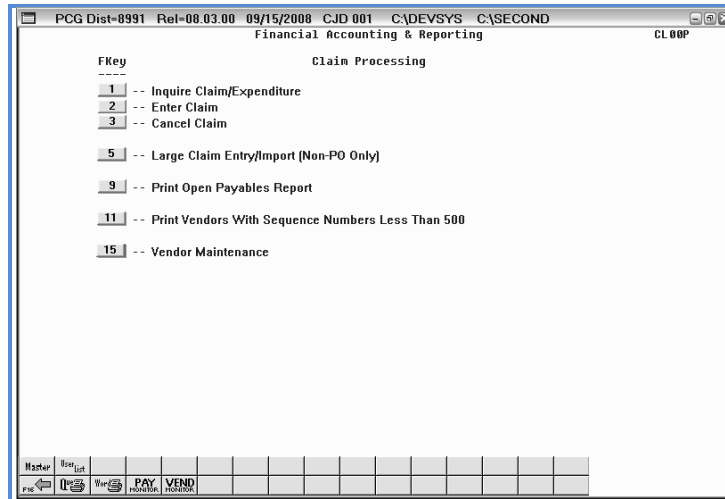 PCG Dist=8991 Rel=08.03.00 09/15/2008 CJD 001 C:\DEVSYS C:\SECOND
Financial Accounting & Reporting CL00P
FKey Claim Processing
----
1 -- Inquire Claim/Expenditure
2 -- Enter Claim
3 -- Cancel Claim
5 -- Large Claim Entry/Import (Non-PO Only)
9 -- Print Open Payables Report
11 -- Print Vendors With Sequence Numbers Less Than 500
15 -- Vendor Maintenance
Master User List
F16 Que Work PAY MONITOR VEND MONITOR